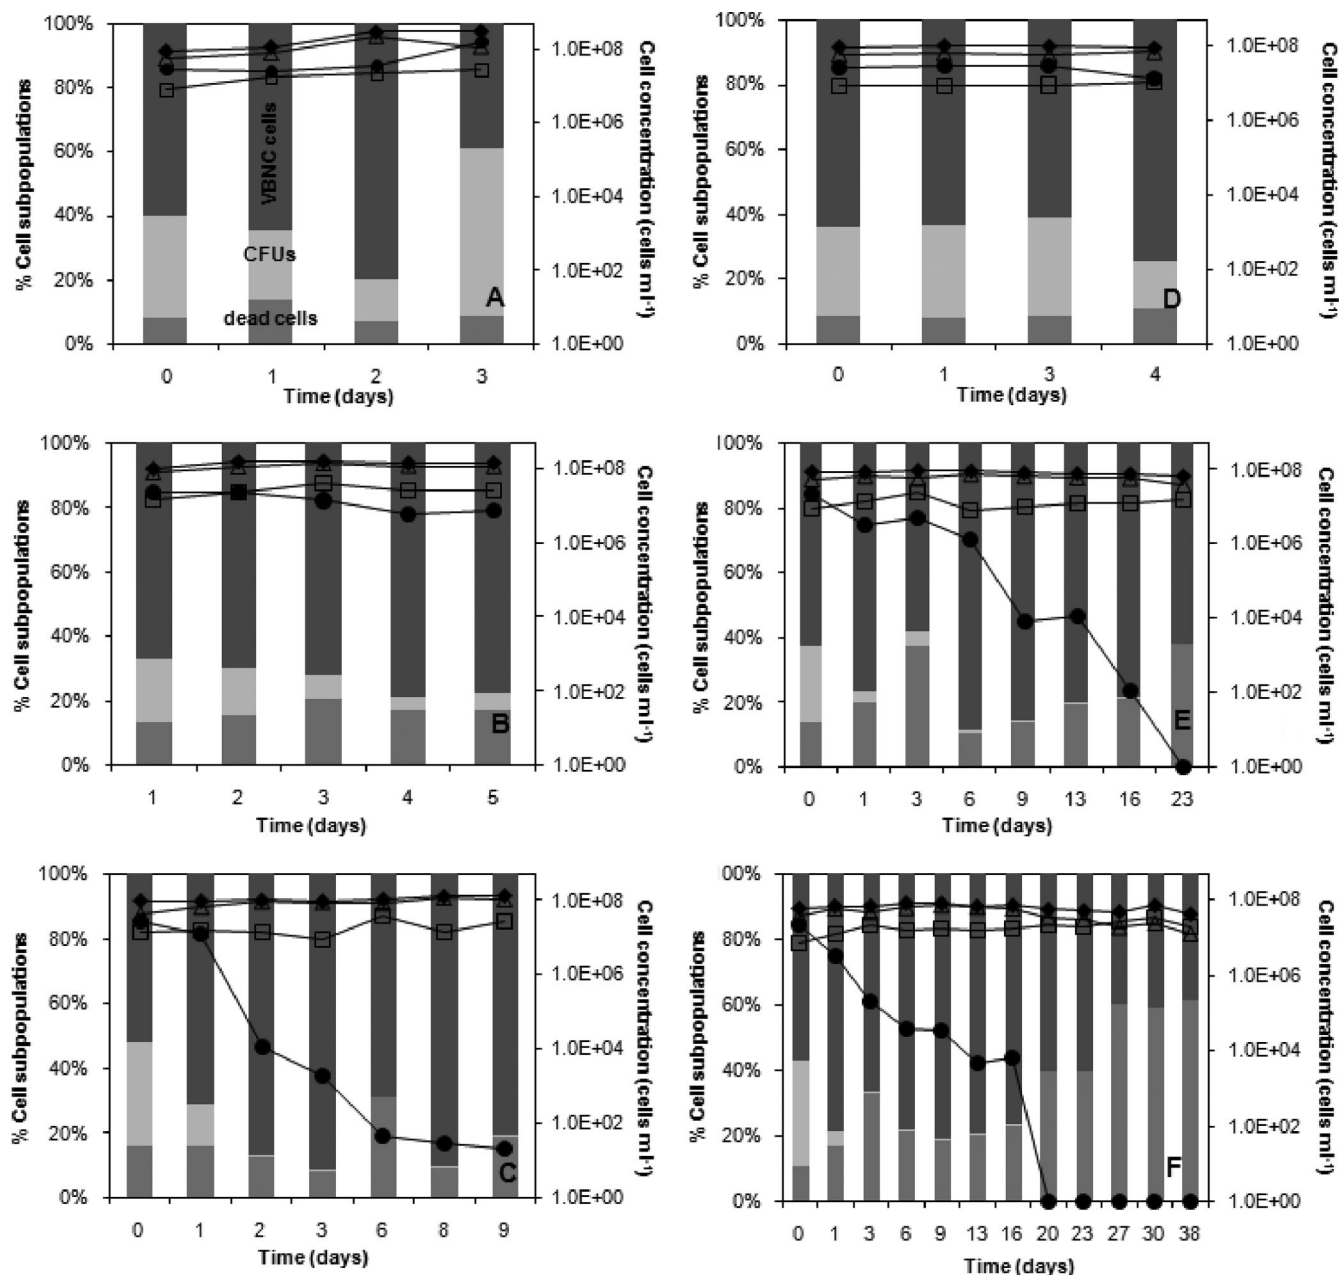 100%
80%
60%
40%
20%
0%
% Cell subpopulations
VBNC cells
CFUs
dead cells
A
1.0E+08
1.0E+06
1.0E+04
1.0E+02
1.0E+00
Cell concentration (cells ml-1)
0 1 2 3
Time (days)
100%
80%
60%
40%
20%
0%
% Cell subpopulations
D
1.0E+08
1.0E+06
1.0E+04
1.0E+02
1.0E+00
Cell concentration (cells ml-1)
0 1 3 4
Time (days)
100%
80%
60%
40%
20%
0%
% Cell subpopulations
B
1.0E+08
1.0E+06
1.0E+04
1.0E+02
1.0E+00
Cell concentration (cells ml-1)
1 2 3 4 5
Time (days)
100%
80%
60%
40%
20%
0%
% Cell subpopulations
E
1.0E+08
1.0E+06
1.0E+04
1.0E+02
1.0E+00
Cell concentration (cells ml-1)
0 1 3 6 9 13 16 23
Time (days)
100%
80%
60%
40%
20%
0%
% Cell subpopulations
C
1.0E+08
1.0E+06
1.0E+04
1.0E+02
1.0E+00
Cell concentration (cells ml-1)
0 1 2 3 6 8 9
Time (days)
00%
80%
60%
40%
20%
0%
% Cell subpopulations
F
1.0E+08
1.0E+06
1.0E+04
1.0E+02
1.0E+00
Cell concentration (cells ml-1)
0 1 3 6 9 13 16 20 23 27 30 38
Time (days)